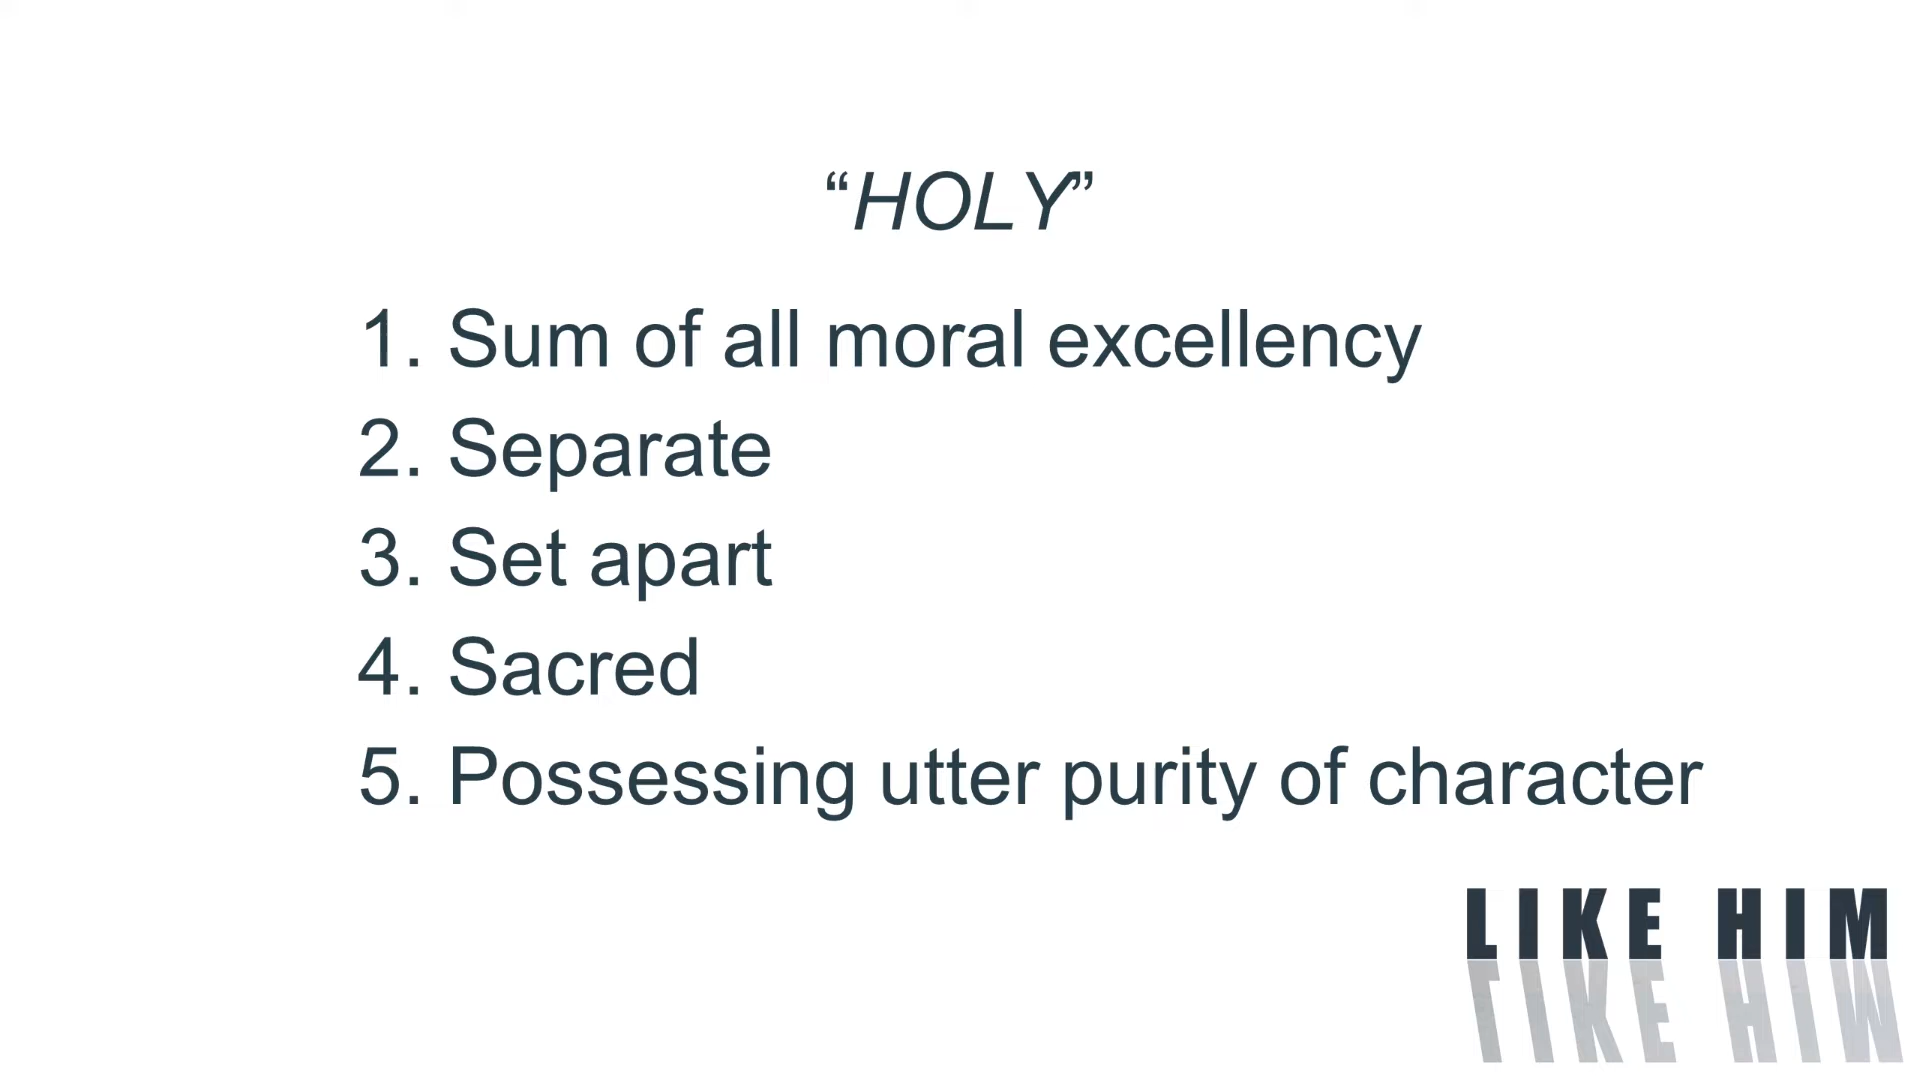 “HOLY”
1. Sum of all moral excellency
2. Separate
3. Set apart
4. Sacred
5. Possessing utter purity of character
LIKE HIM